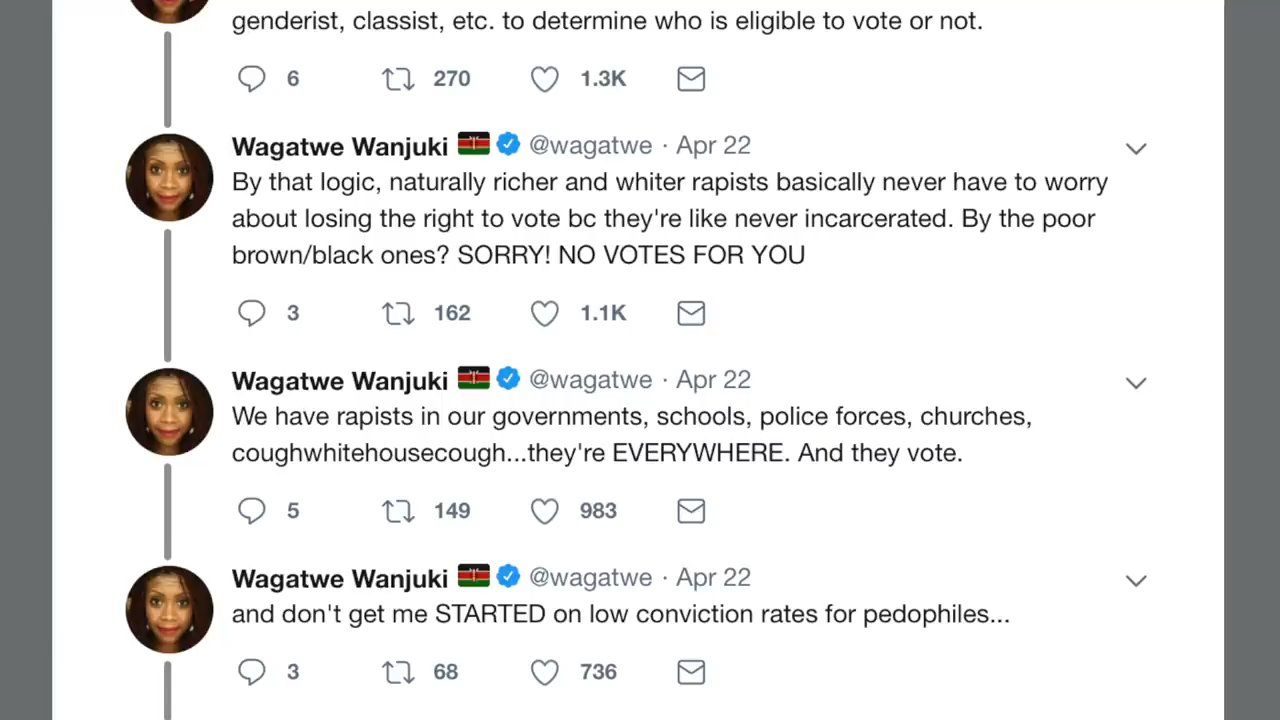 genderist, classist, etc. to determine who is eligible to vote or not.
6 270 1.3K
Wagatwe Wanjuki @wagatwe · Apr 22
By that logic, naturally richer and whiter rapists basically never have to worry
about losing the right to vote bc they're like never incarcerated. By the poor
brown/black ones? SORRY! NO VOTES FOR YOU
3 162 1.1K
Wagatwe Wanjuki @wagatwe · Apr 22
We have rapists in our governments, schools, police forces, churches,
coughwhitehousecough...they're EVERYWHERE. And they vote.
5 149 983
Wagatwe Wanjuki @wagatwe · Apr 22
and don't get me STARTED on low conviction rates for pedophiles...
3 68 736